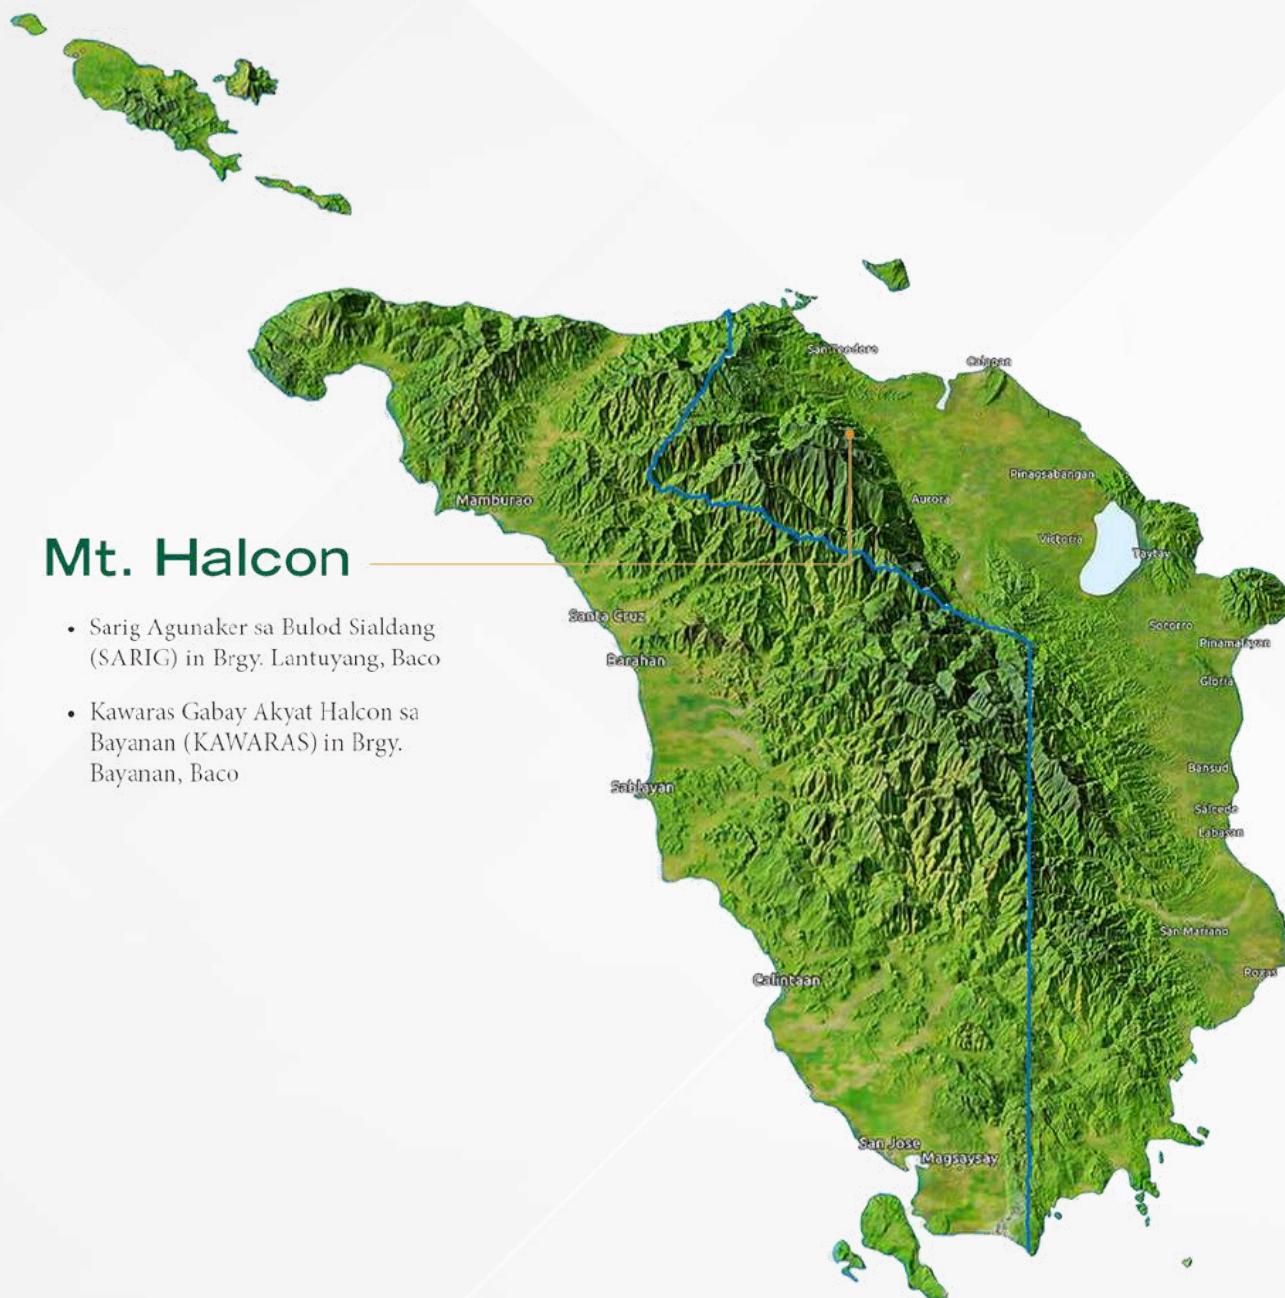 San Teodoro
Calapan
Pinagsabangan
Mamburao
Aurora
Victoria
Taytay
Mt. Halcon
• Sarig Agunaker sa Bulod Sialdang
(SARIG) in Brgy. Lantuyang, Baco
• Kawaras Gabay Akyat Halcon sa
Bayanan (KAWARAS) in Brgy.
Bayanan, Baco
Santa Cruz
Socorro
Pinamalayan
Barahan
Gloria
Bansud
Sablayan
Salcedo
Labasan
San Mariano
Roxas
Calintaan
San Jose
Magsaysay